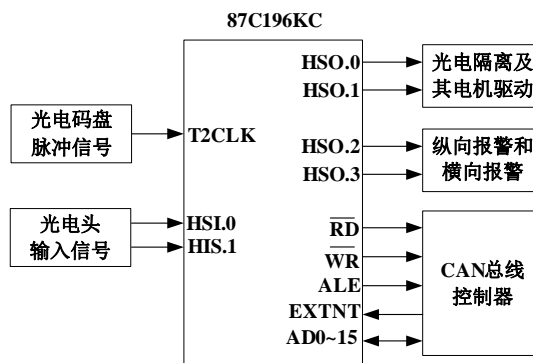 87C196KC
光电码盘
脉冲信号
T2CLK
光电头
输入信号
HSI.0
HIS.1
HSO.0
HSO.1
光电隔离及
其电机驱动
HSO.2
HSO.3
纵向报警和
横向报警
RD
WR
ALE
EXTNT
AD0~15
CAN总线
控制器